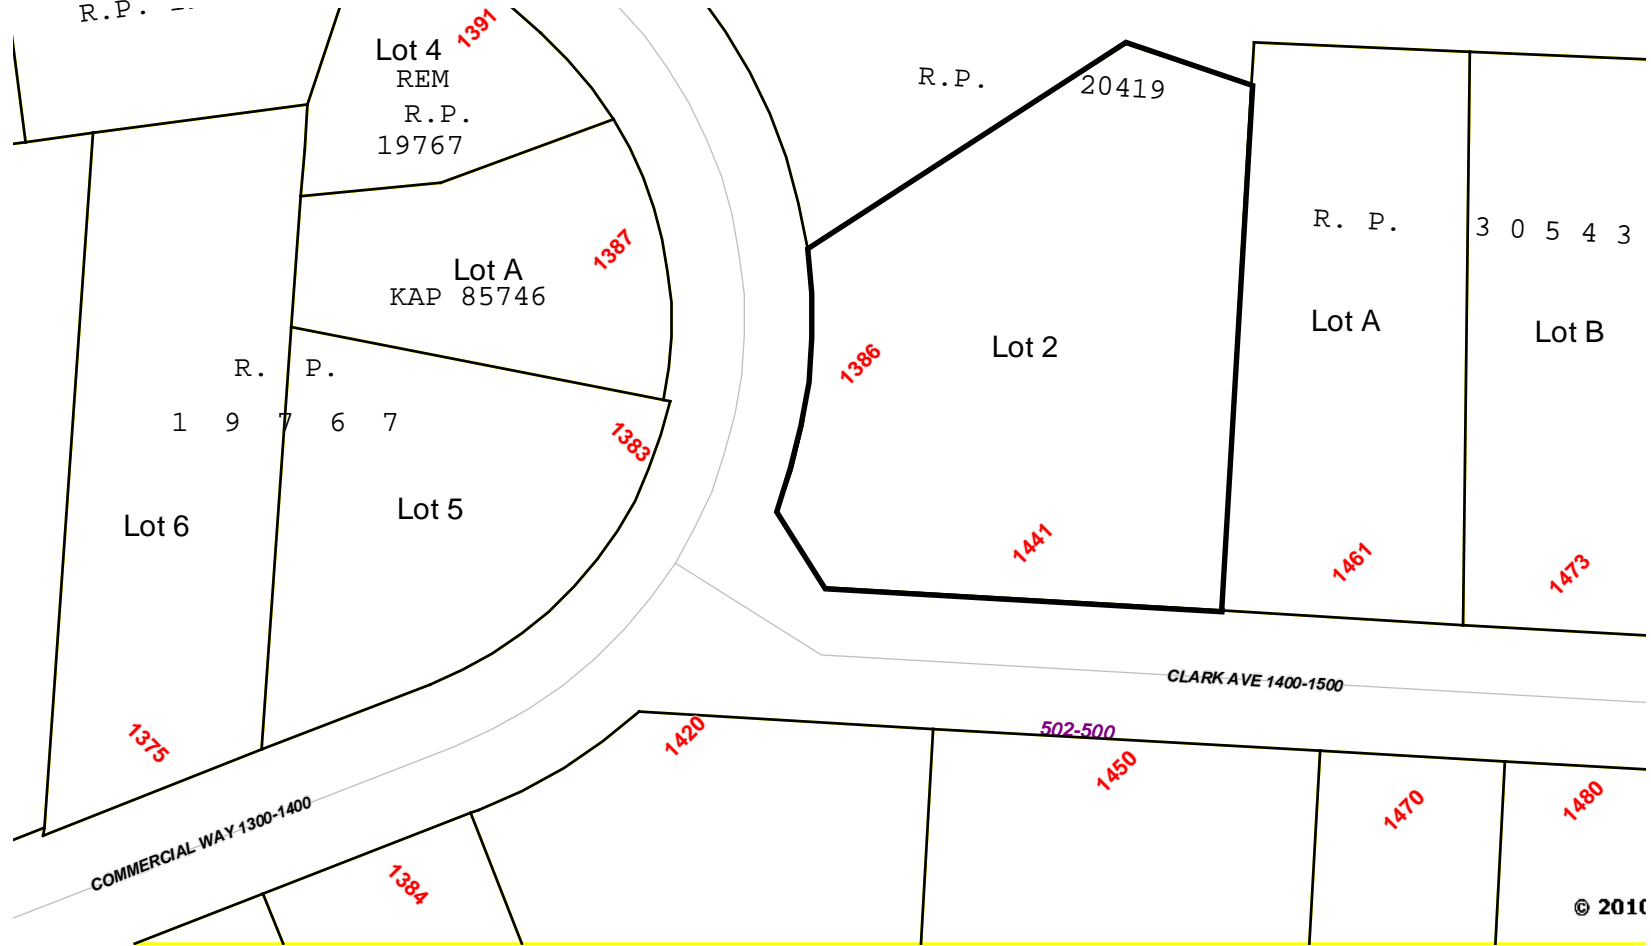 R.P.
Lot 4
1391
REM
R.P.
19767
R.P.
20419
1387
Lot A
KAP 85746
R. P.
1 9 7 6 7
1383
Lot 5
Lot 6
1375
1386
Lot 2
1441
R. P.
3 0 5 4 3
Lot A
Lot B
1461
1473
CLARK AVE 1400-1500
502-500
1420
1450
1470
1480
COMMERCIAL WAY 1300-1400
1384
© 2010